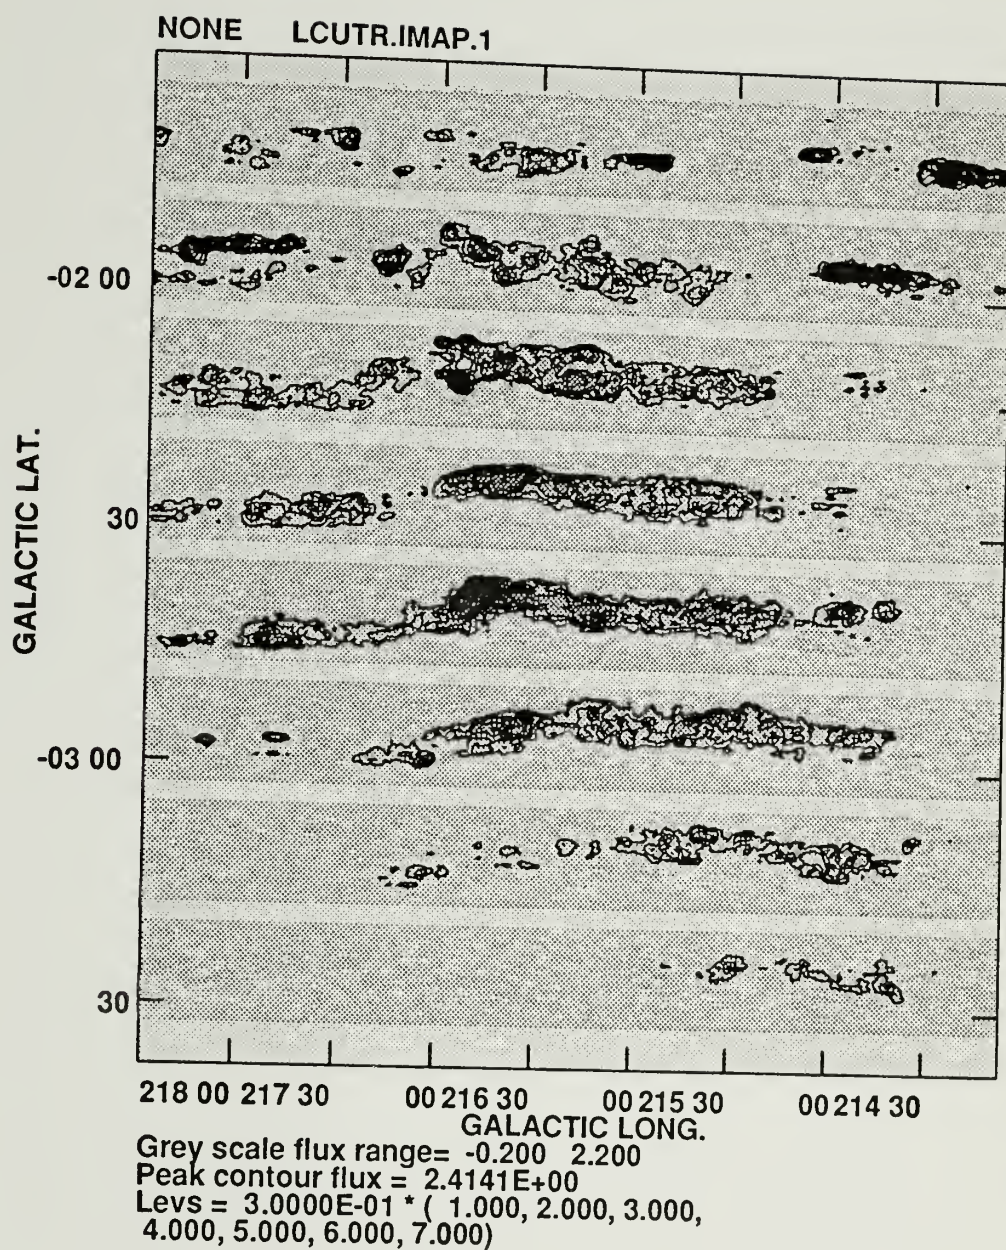 NONE LCUTR.IMAP.1
GALACTIC LAT.
-02 00
30
-03 00
30
218 00 217 30 00 216 30 00 215 30 00 214 30
GALACTIC LONG.
Grey scale flux range= -0.200 2.200
Peak contour flux = 2.4141E+00
Levs = 3.0000E-01 * ( 1.000, 2.000, 3.000,
4.000, 5.000, 6.000, 7.000)